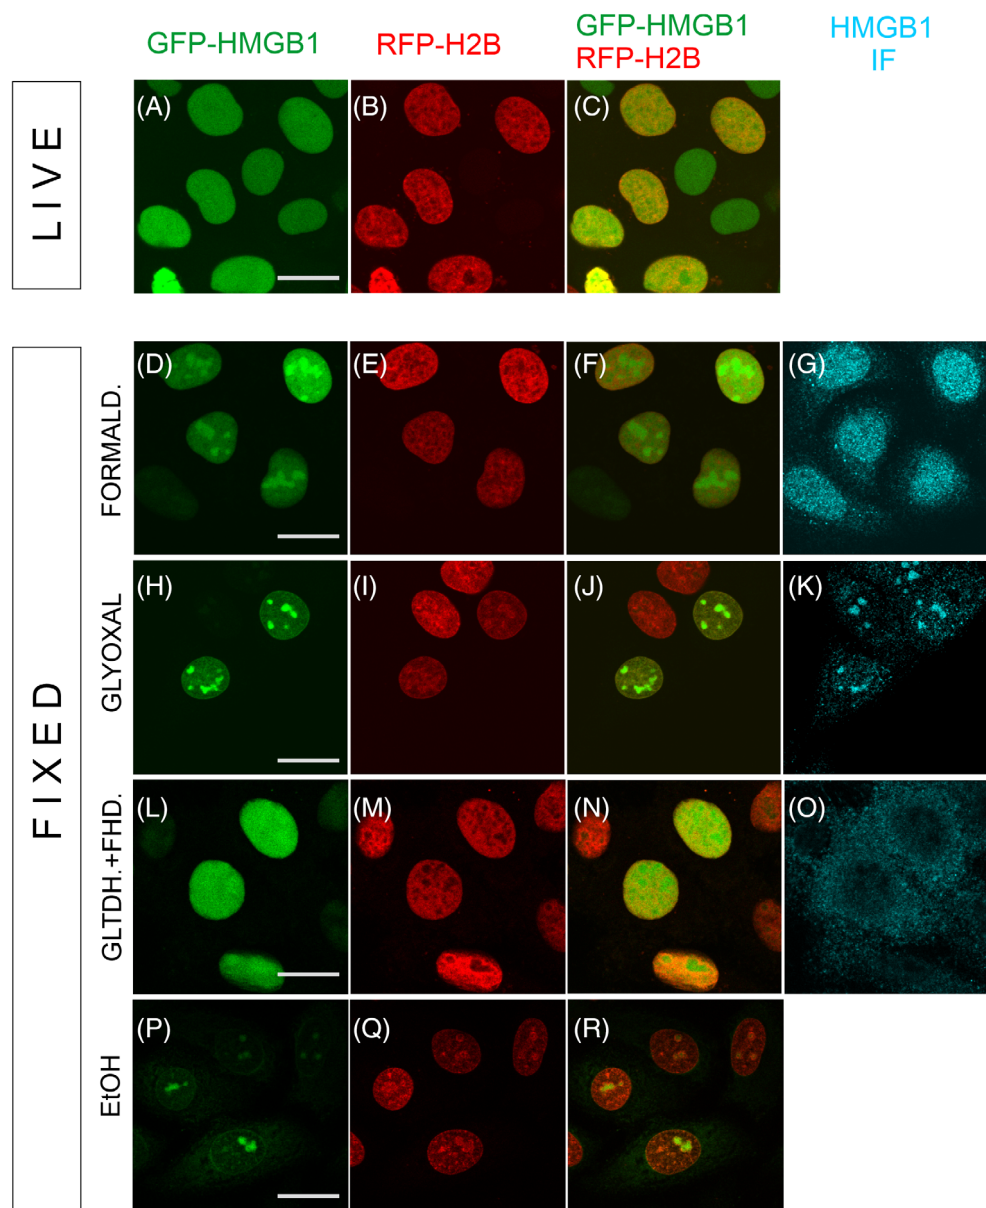 GFP-HMGB1
RFP-H2B
GFP-HMGB1
RFP-H2B
HMGB1
IF
LIVE
(A)
(B)
(C)
FIXED
FORMALD.
(D)
(E)
(F)
(G)
GLYOXAL
(H)
(I)
(J)
(K)
GLTDH.+FHD.
(L)
(M)
(N)
(O)
EtOH
(P)
(Q)
(R)